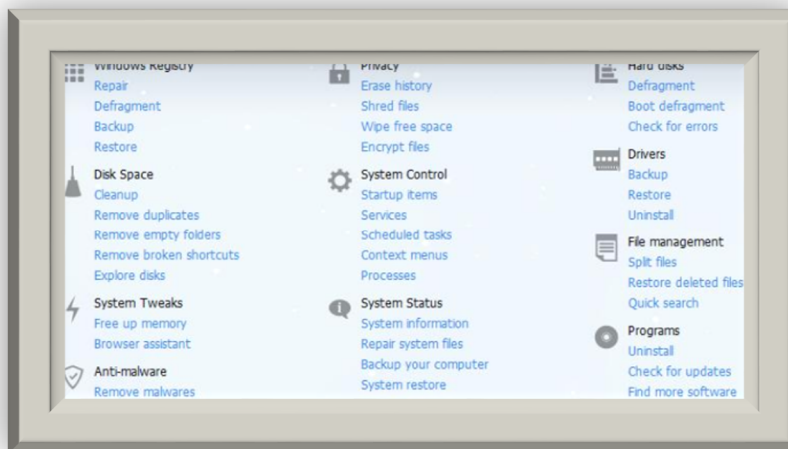 Windows Registry
Repair
Defragment
Backup
Restore
Disk Space
Cleanup
Remove duplicates
Remove empty folders
Remove broken shortcuts
Explore disks
System Tweaks
Free up memory
Browser assistant
Anti-malware
Remove malwares
Privacy
Erase history
Shred files
Wipe free space
Encrypt files
System Control
Startup items
Services
Scheduled tasks
Context menus
Processes
System Status
System information
Repair system files
Backup your computer
System restore
Hard disks
Defragment
Boot defragment
Check for errors
Drivers
Backup
Restore
Uninstall
File management
Split files
Restore deleted files
Quick search
Programs
Uninstall
Check for updates
Find more software